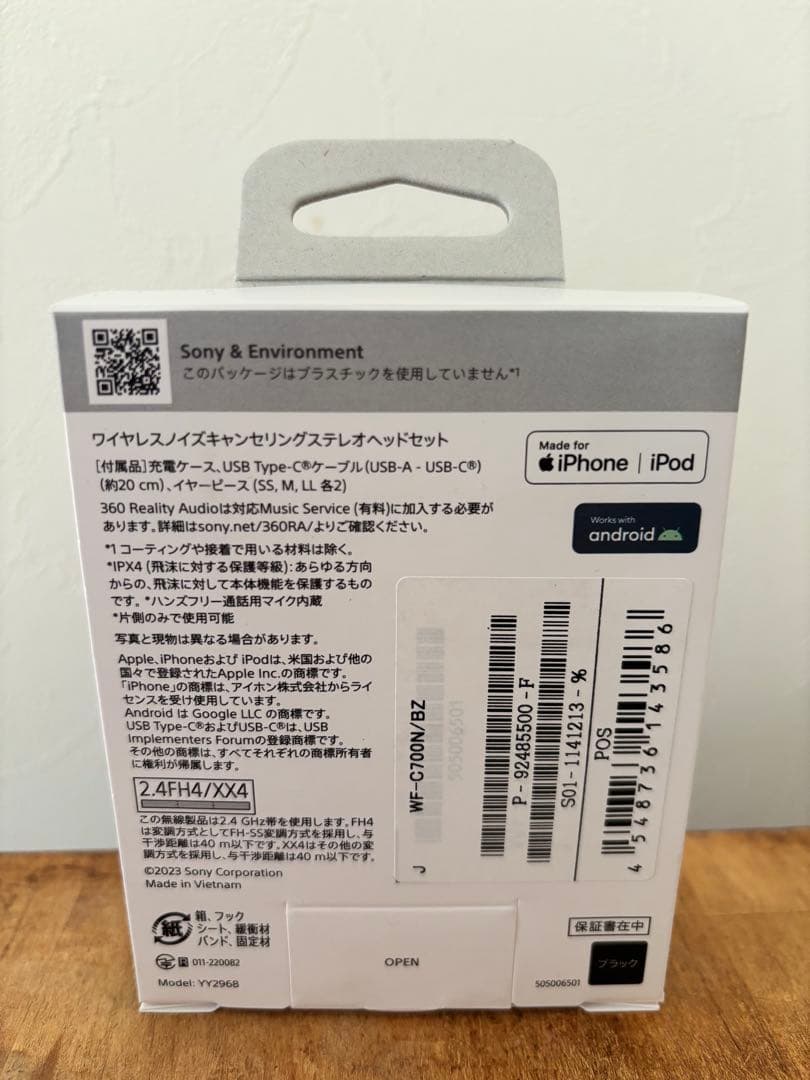 Sony & Environment
このパッケージはプラスチックを使用していません*1
ワイヤレスノイズキャンセリングステレオヘッドセット
[付属品]充電ケース、USB Type-C®ケーブル(USB-A - USB-C®)
(約20 cm)、イヤーピース (SS, M, LL 各2)
360 Reality Audioは対応Music Service (有料)に加入する必要が
あります。詳細はsony.net/360RA/よりご確認ください。
*1 コーティングや接着で用いる材料は除く。
*IPX4 (飛沫に対する保護等級):あらゆる方向
からの、飛沫に対して本体機能を保護するもの
です。*ハンズフリー通話用マイク内蔵
*片側のみで使用可能
写真と現物は異なる場合があります。
Apple、iPhoneおよび iPodは、米国および他の
国々で登録されたApple Inc.の商標です。
「iPhone」の商標は、アイホン株式会社からライ
センスを受け使用しています。
Android は Google LLC の商標です。
USB Type-C®およびUSB-C®は、USB
Implementers Forumの登録商標です。
その他の商標は、すべてそれぞれの商標所有者
に権利が帰属します。
2.4FH4/XX4
この無線製品は2.4 GHz帯を使用します。FH4
は変調方式としてFH-SS変調方式を採用し、与
干渉距離は40 m以下です。XX4はその他の変
調方式を採用し、与干渉距離は40 m以下です。
©2023 Sony Corporation
Made in Vietnam
Made for
iPhone | iPod
Works with
android
J
WF-C700N/BZ
505006501
P-92485500-F
S01-1141213-%
POS
4 548736 143586
紙
箱、フック
シート、緩衝材
バンド、固定材
011-220082
Model: YY2968
OPEN
保証書在中
ブラック
505006501